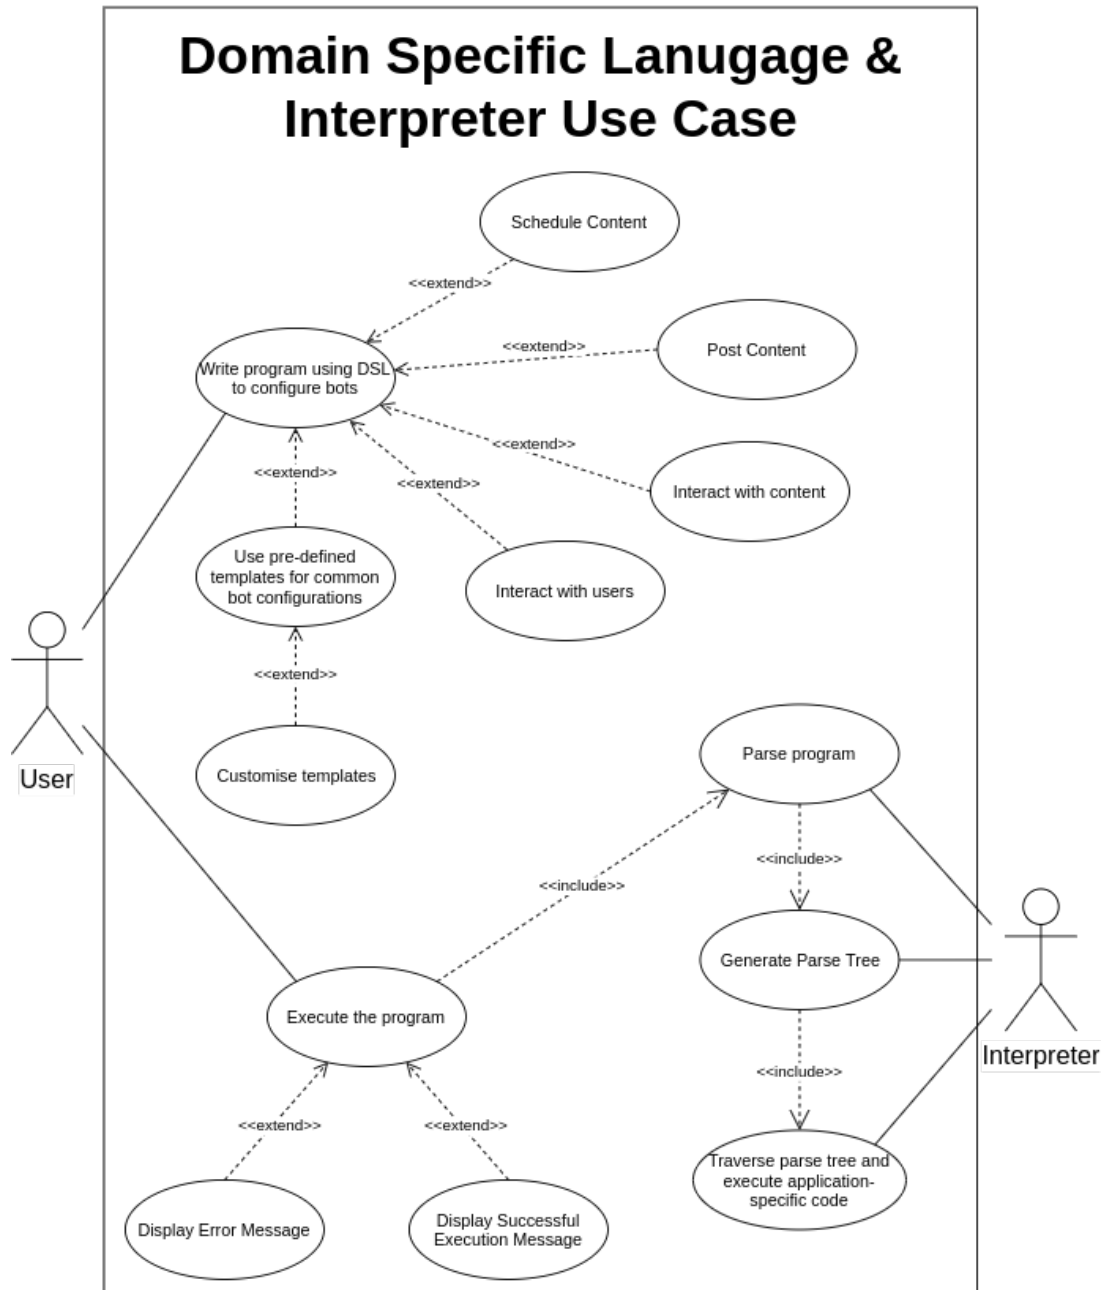 Domain Specific Lanugage &
Interpreter Use Case
Schedule Content
<<extend>>
Post Content
<<extend>>
Write program using DSL
to configure bots
<<extend>>
<<extend>>
<<extend>>
Interact with content
Use pre-defined
templates for common
bot configurations
Interact with users
<<extend>>
Customise templates
User
Parse program
<<include>>
<<include>>
Generate Parse Tree
Execute the program
Interpreter
<<include>>
<<extend>>
<<extend>>
Traverse parse tree and
execute application-
specific code
Display Error Message
Display Successful
Execution Message